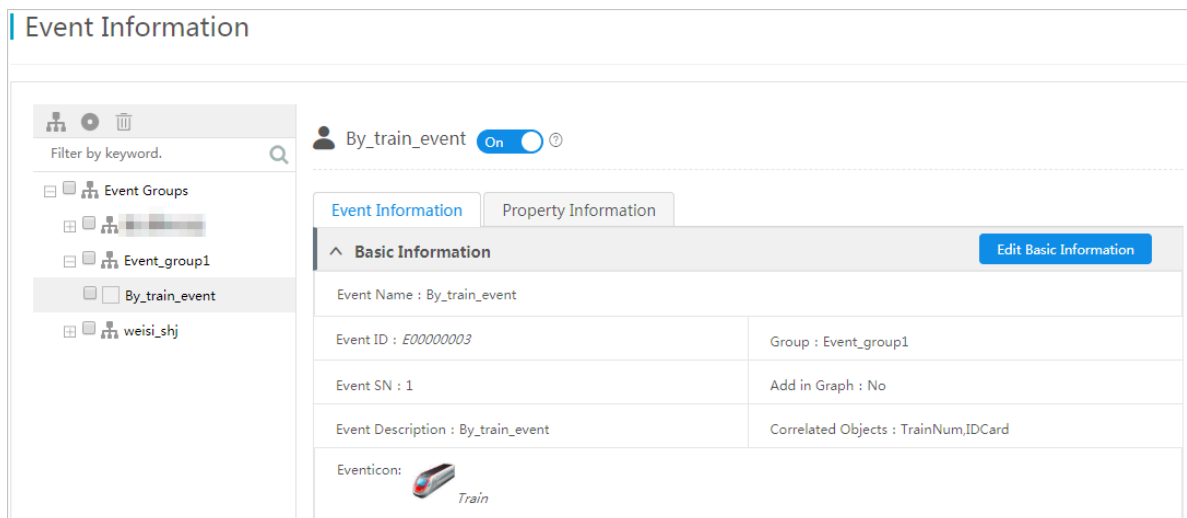 Event Information
Filter by keyword.
Event Groups
Event_group1
By_train_event
weisi_shj
By_train_event On
Event Information Property Information
Basic Information Edit Basic Information
Event Name : By_train_event
Event ID : E00000003 Group : Event_group1
Event SN : 1 Add in Graph : No
Event Description : By_train_event Correlated Objects : TrainNum,IDCard
Eventicon: Train